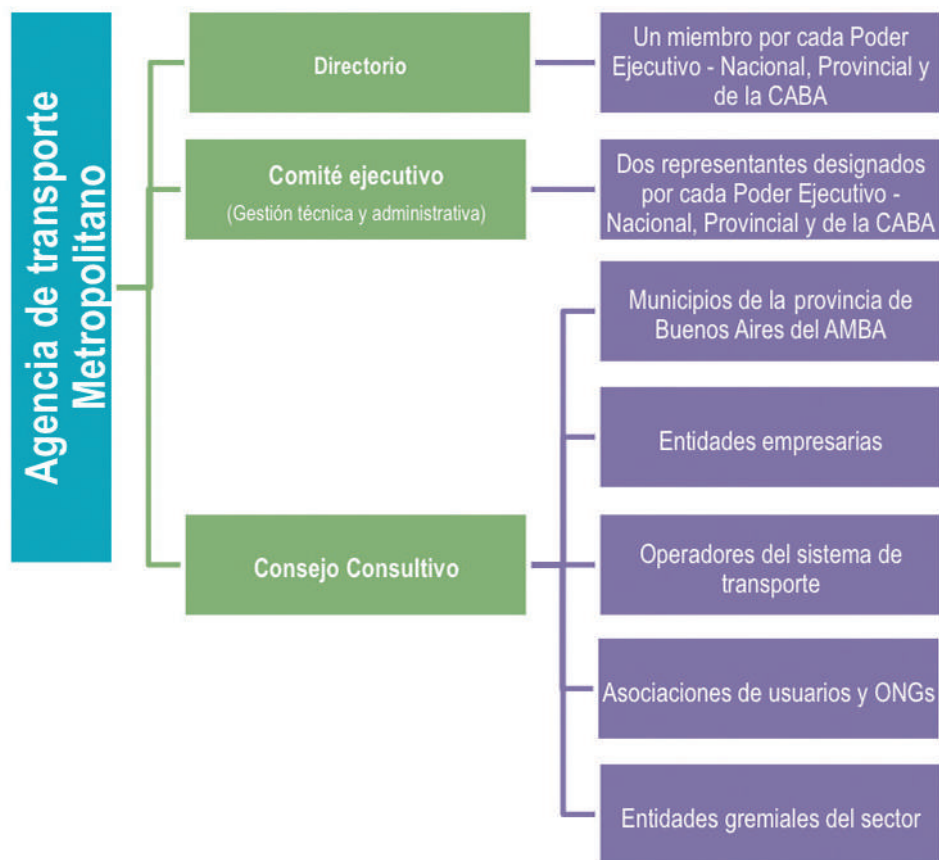 Agencia de transporte
Metropolitano
Directorio
Un miembro por cada Poder
Ejecutivo - Nacional, Provincial y
de la CABA
Comité ejecutivo
(Gestión técnica y administrativa)
Dos representantes designados
por cada Poder Ejecutivo -
Nacional, Provincial y de la CABA
Consejo Consultivo
Municipios de la provincia de
Buenos Aires del AMBA
Entidades empresarias
Operadores del sistema de
transporte
Asociaciones de usuarios y ONGs
Entidades gremiales del sector